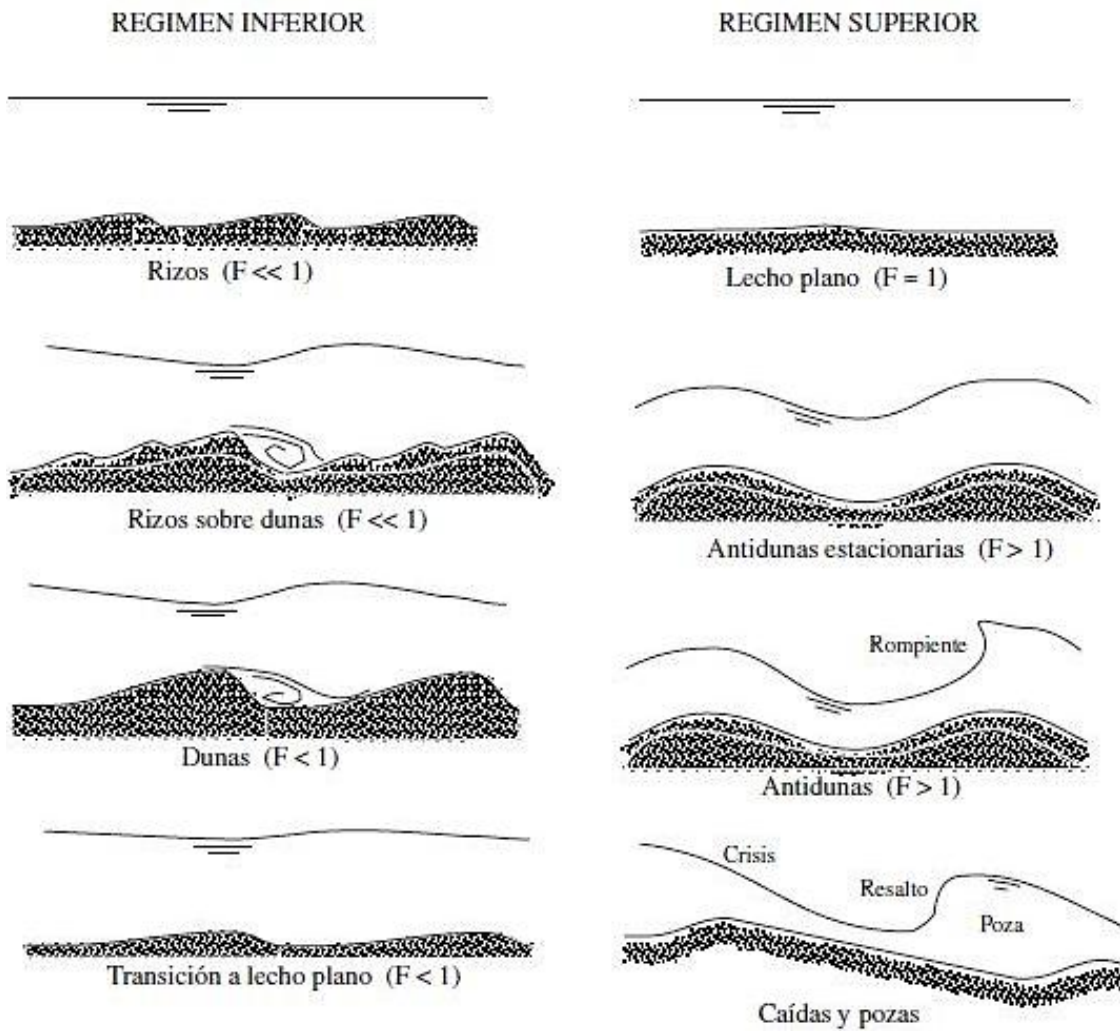 REGIMEN INFERIOR
Rizos (F << 1)
Rizos sobre dunas (F << 1)
Dunas (F < 1)
Transición a lecho plano (F < 1)
REGIMEN SUPERIOR
Lecho plano (F = 1)
Antidunas estacionarias (F > 1)
Rompiente
Antidunas (F > 1)
Crisis
Resalto
Poza
Caídas y pozas